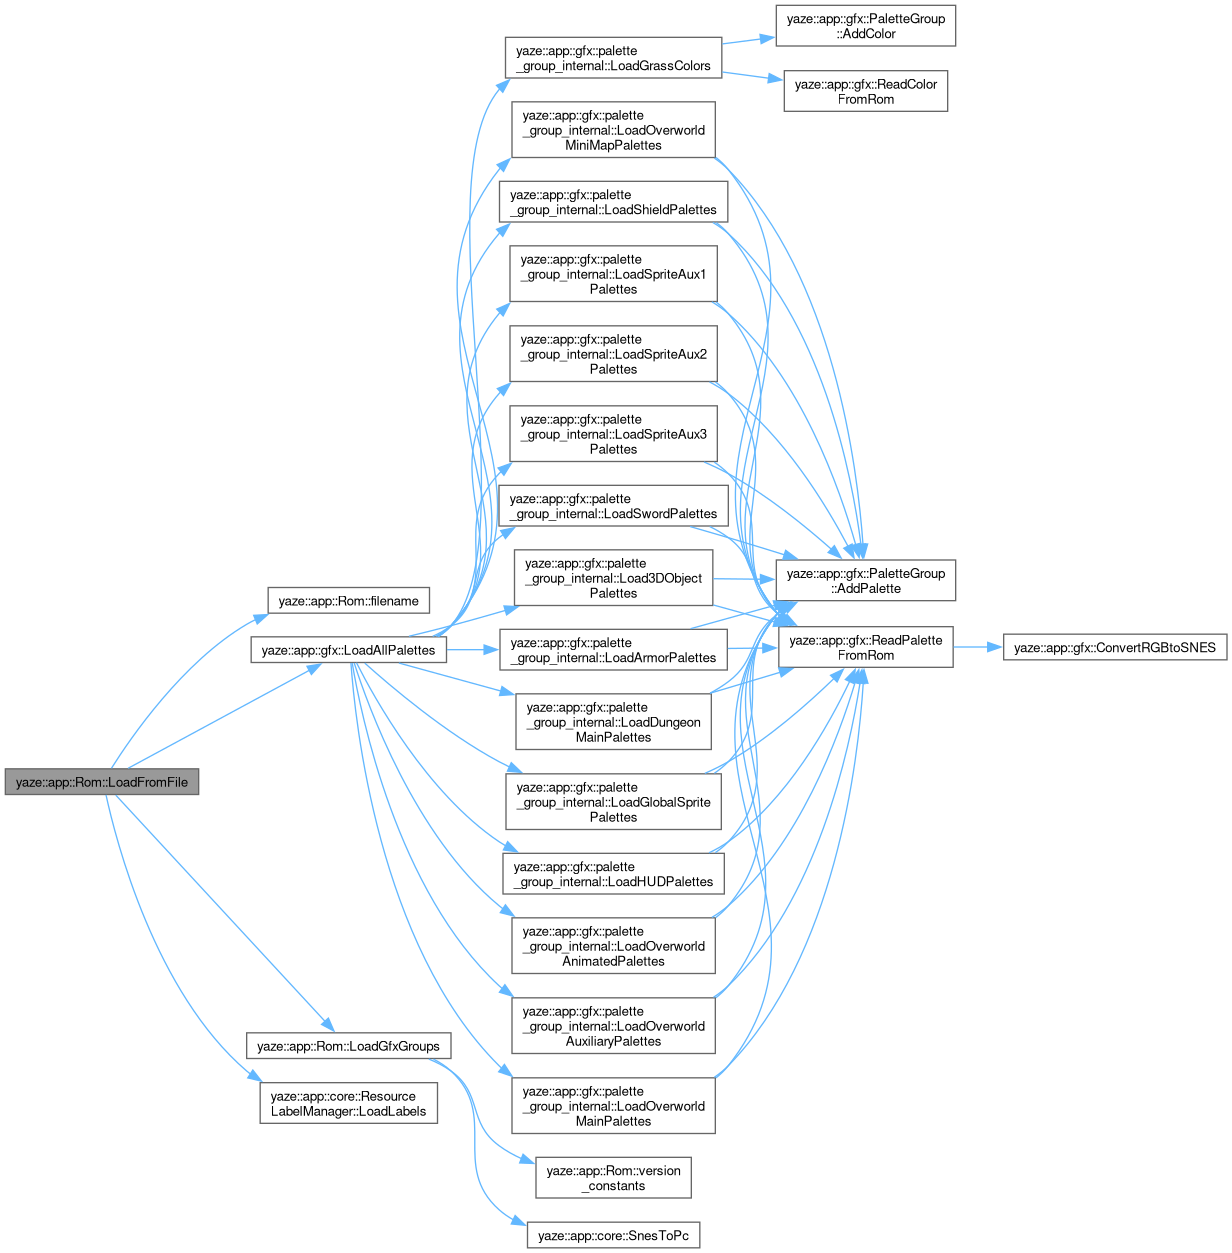 yaze::app::Rom::LoadFromFile
yaze::app::Rom::filename
yaze::app::gfx::LoadAllPalettes
yaze::app::Rom::LoadGfxGroups
yaze::app::core::Resource
LabelManager::LoadLabels
yaze::app::gfx::palette
_group_internal::LoadGrassColors
yaze::app::gfx::palette
_group_internal::LoadOverworld
MiniMapPalettes
yaze::app::gfx::palette
_group_internal::LoadShieldPalettes
yaze::app::gfx::palette
_group_internal::LoadSpriteAux1
Palettes
yaze::app::gfx::palette
_group_internal::LoadSpriteAux2
Palettes
yaze::app::gfx::palette
_group_internal::LoadSpriteAux3
Palettes
yaze::app::gfx::palette
_group_internal::LoadSwordPalettes
yaze::app::gfx::palette
_group_internal::Load3DObject
Palettes
yaze::app::gfx::palette
_group_internal::LoadArmorPalettes
yaze::app::gfx::palette
_group_internal::LoadDungeon
MainPalettes
yaze::app::gfx::palette
_group_internal::LoadGlobalSprite
Palettes
yaze::app::gfx::palette
_group_internal::LoadHUDPalettes
yaze::app::gfx::palette
_group_internal::LoadOverworld
AnimatedPalettes
yaze::app::gfx::palette
_group_internal::LoadOverworld
AuxiliaryPalettes
yaze::app::gfx::palette
_group_internal::LoadOverworld
MainPalettes
yaze::app::Rom::version
_constants
yaze::app::core::SnesToPc
yaze::app::gfx::PaletteGroup
::AddColor
yaze::app::gfx::ReadColor
FromRom
yaze::app::gfx::PaletteGroup
::AddPalette
yaze::app::gfx::ReadPalette
FromRom
yaze::app::gfx::ConvertRGBtoSNES